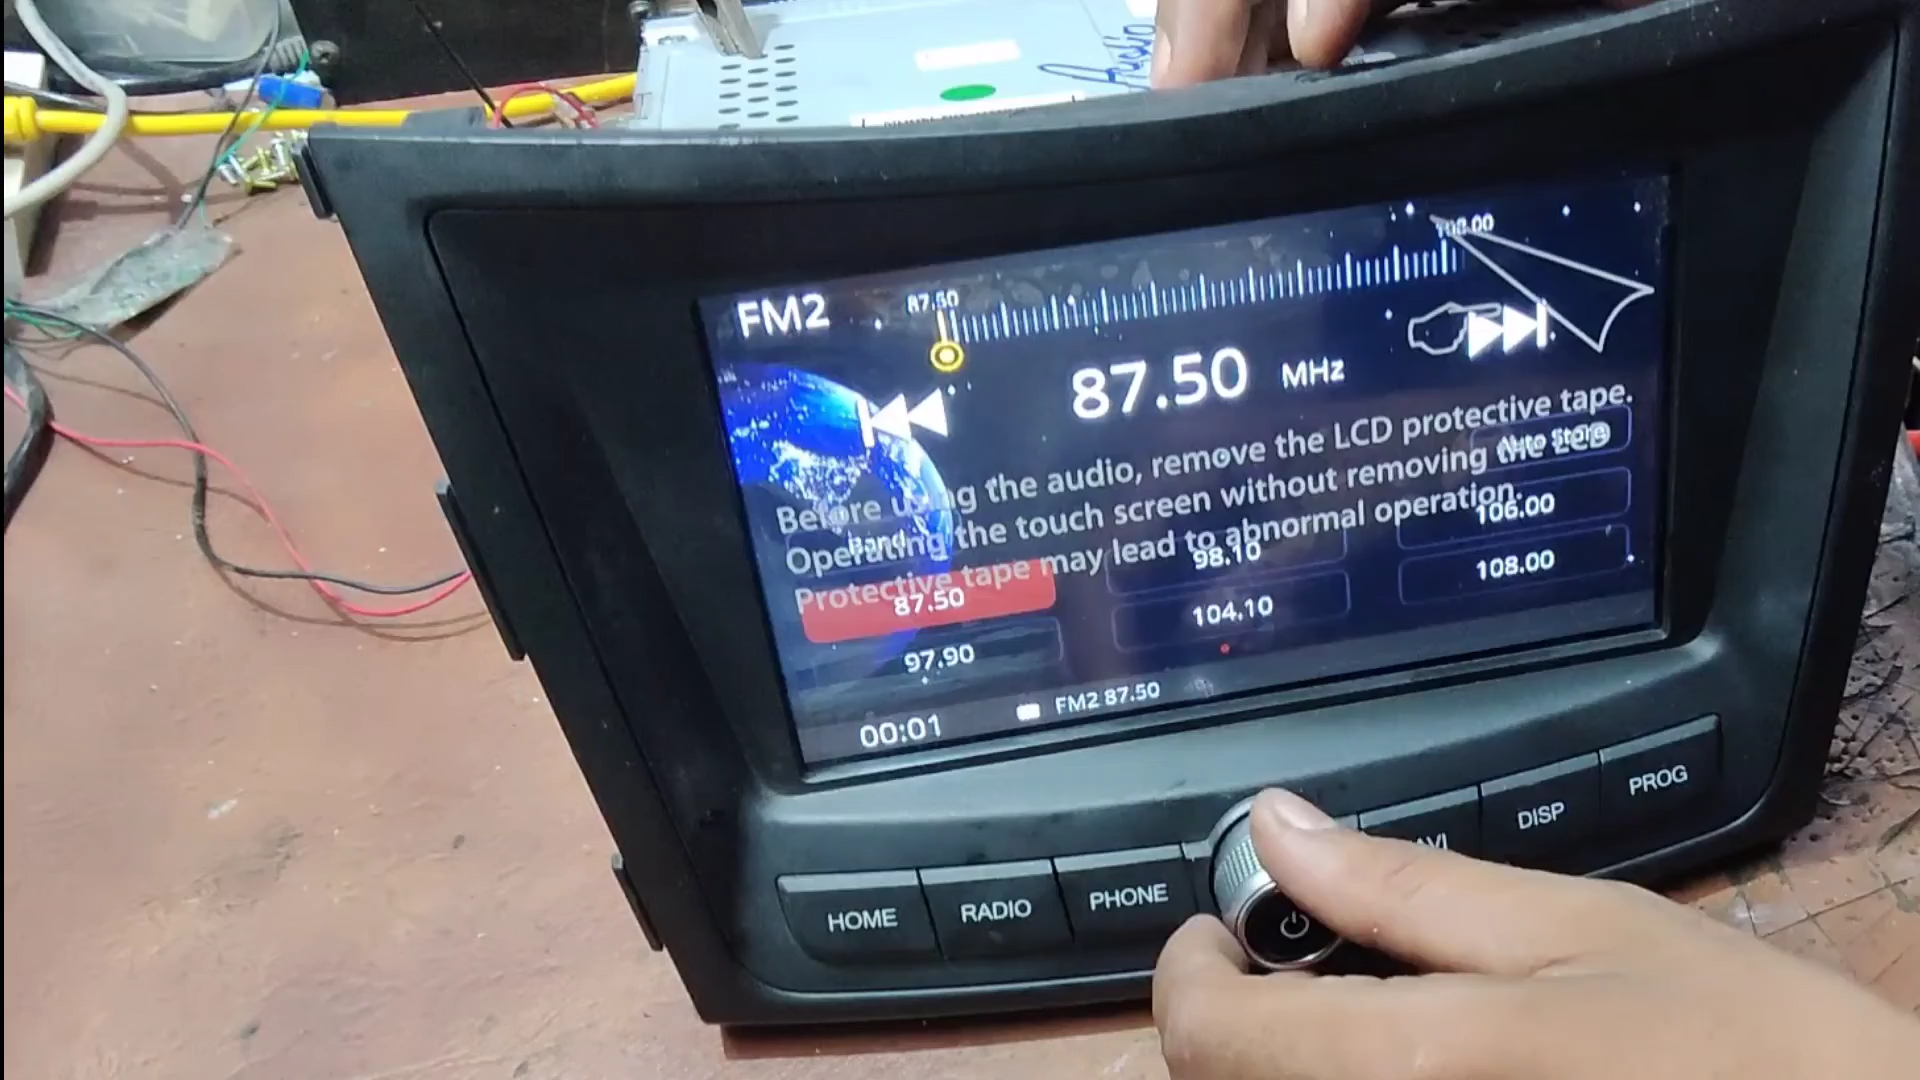 Audio
108.00
FM2
87.50
87.50 MHz
Before using the audio, remove the LCD protective tape.
Operating the touch screen without removing the LCD
Protective tape may lead to abnormal operation.
Auto Store
Band
87.50
98.10
106.00
97.90
104.10
108.00
00:01
FM2 87.50
HOME
RADIO
PHONE
DISP
PROG